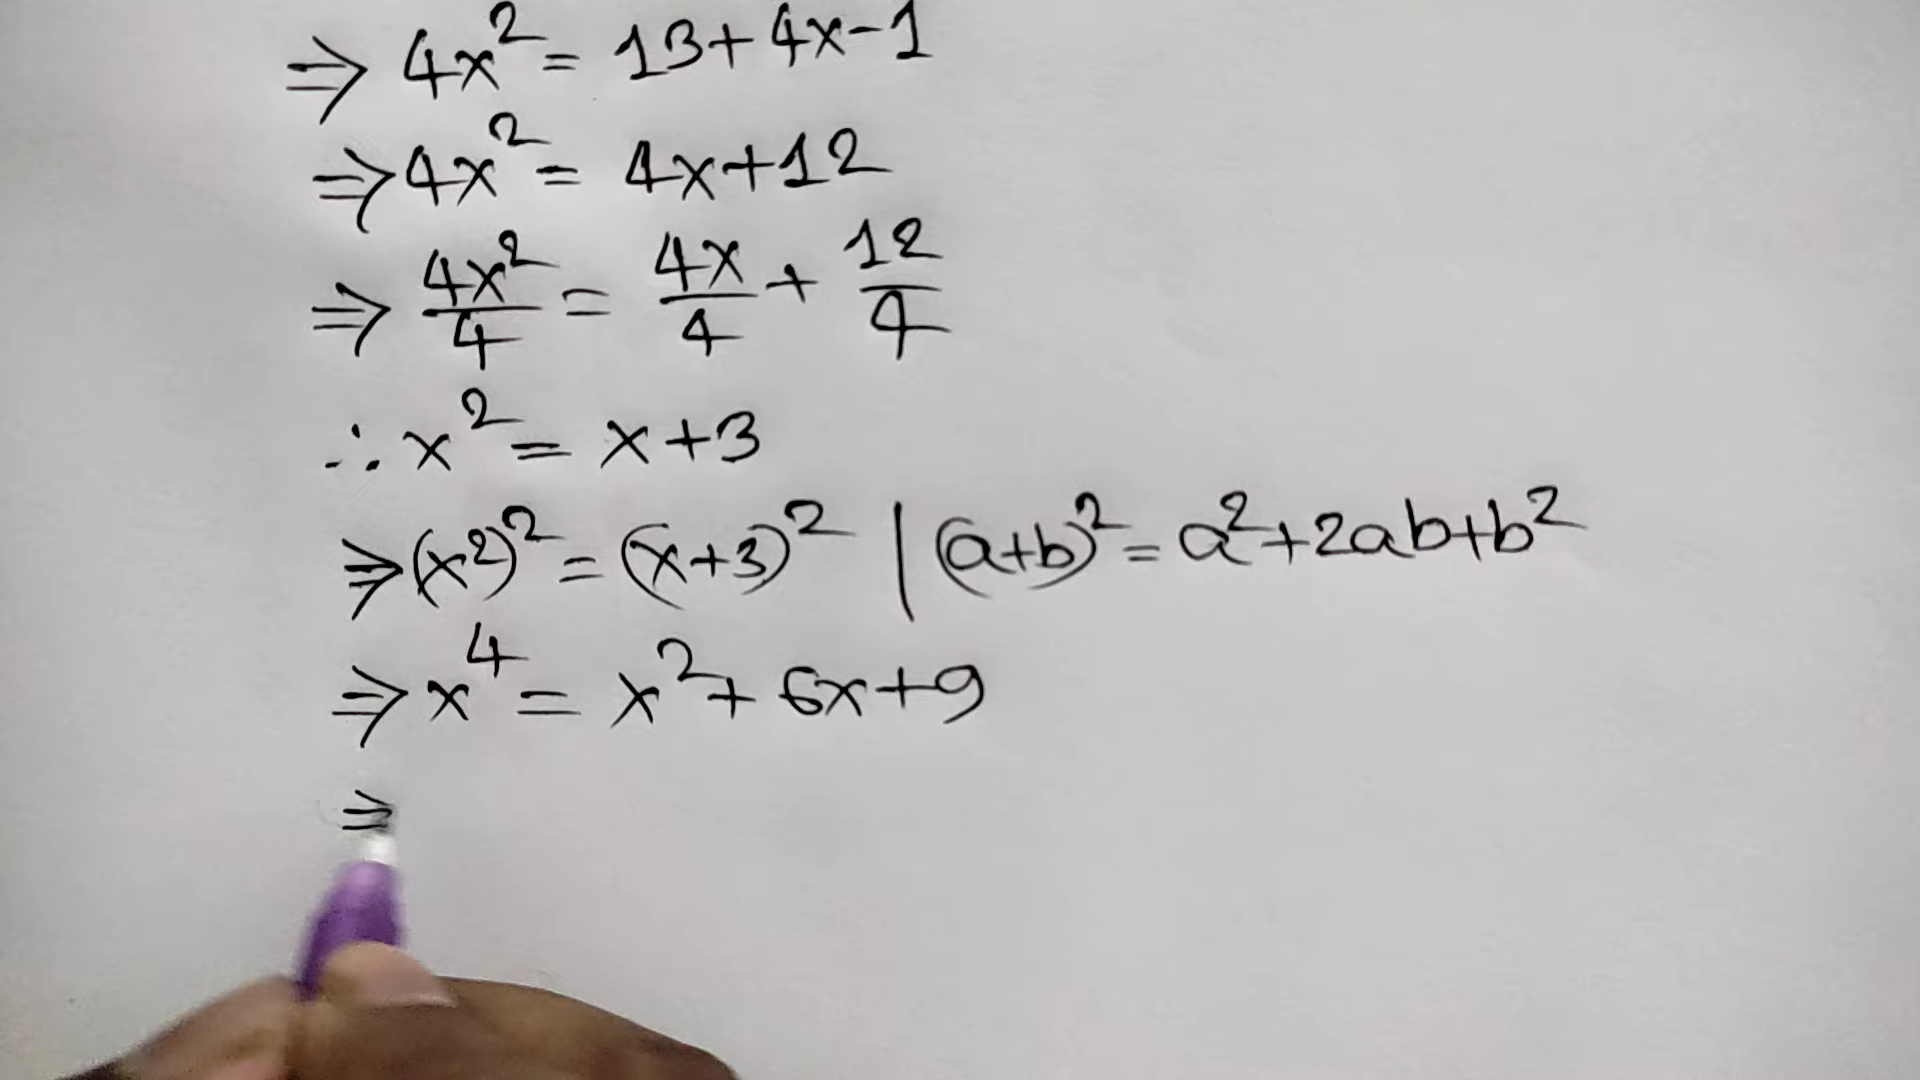 ⇒ 4x² = 13+4x-1
⇒ 4x² = 4x+12
⇒ 4x²/4 = 4x/4 + 12/4
∴ x² = x+3
⇒ (x²)² = (x+3)² | (a+b)² = a²+2ab+b²
⇒ x⁴ = x²+6x+9
⇒